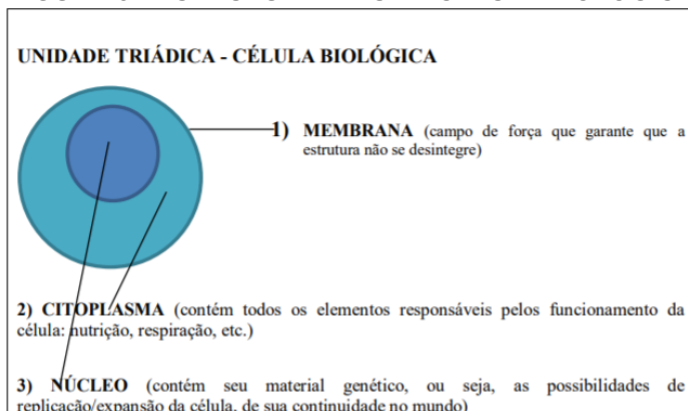 UNIDADE TRIÁDICA - CÉLULA BIOLÓGICA
1) MEMBRANA (campo de força que garante que a
estrutura não se desintegre)
2) CITOPLASMA (contém todos os elementos responsáveis pelos funcionamento da
célula: nutrição, respiração, etc.)
3) NÚCLEO (contém seu material genético, ou seja, as possibilidades de
replicação/expansão da célula, de sua continuidade no mundo)